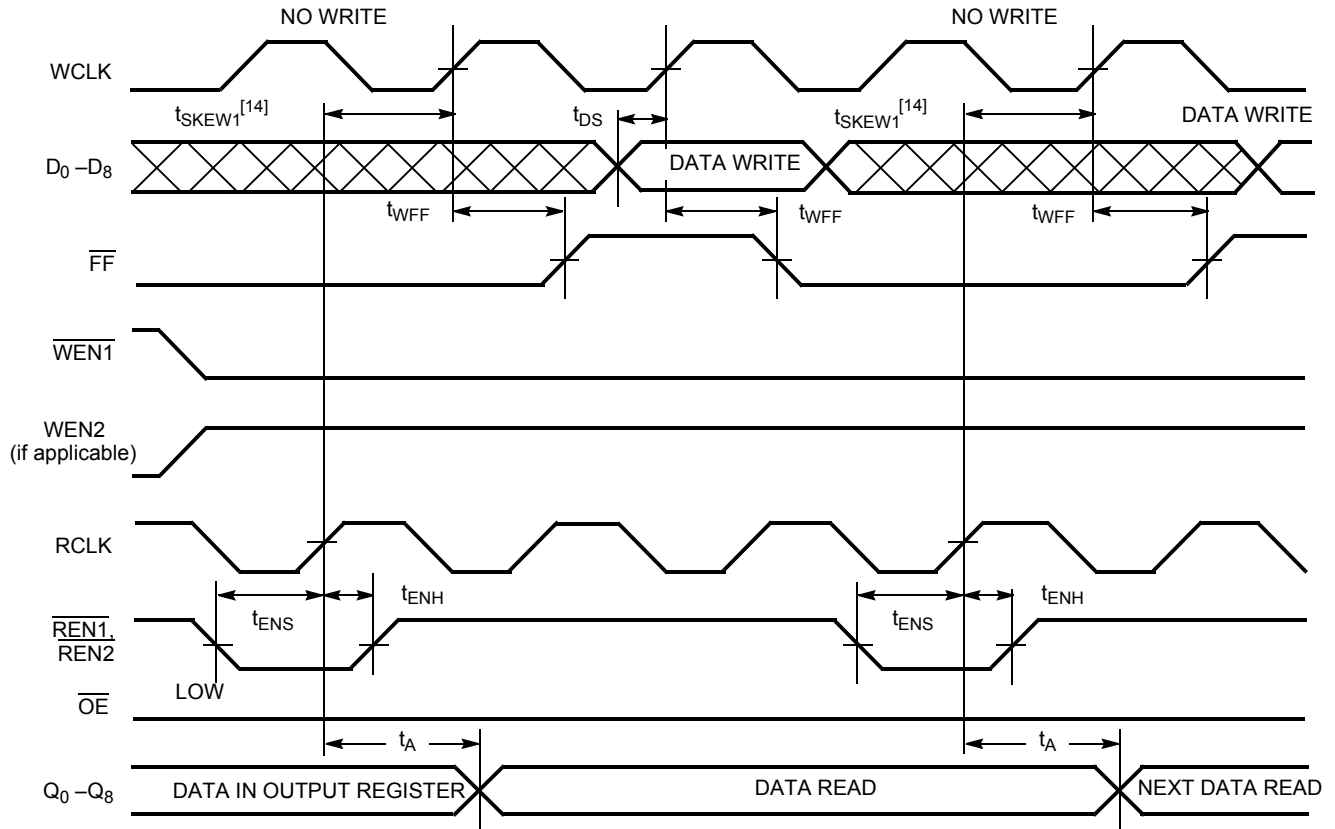 NO WRITE NO WRITE
WCLK
tSKEW1[14] tDS tSKEW1[14] DATA WRITE
D0 –D8 DATA WRITE
tWFF tWFF tWFF
FF
WEN1
WEN2
(if applicable)
RCLK
tENS tENH tENS tENH
REN1,
REN2
LOW
OE
tA tA
Q0 –Q8 DATA IN OUTPUT REGISTER DATA READ NEXT DATA READ